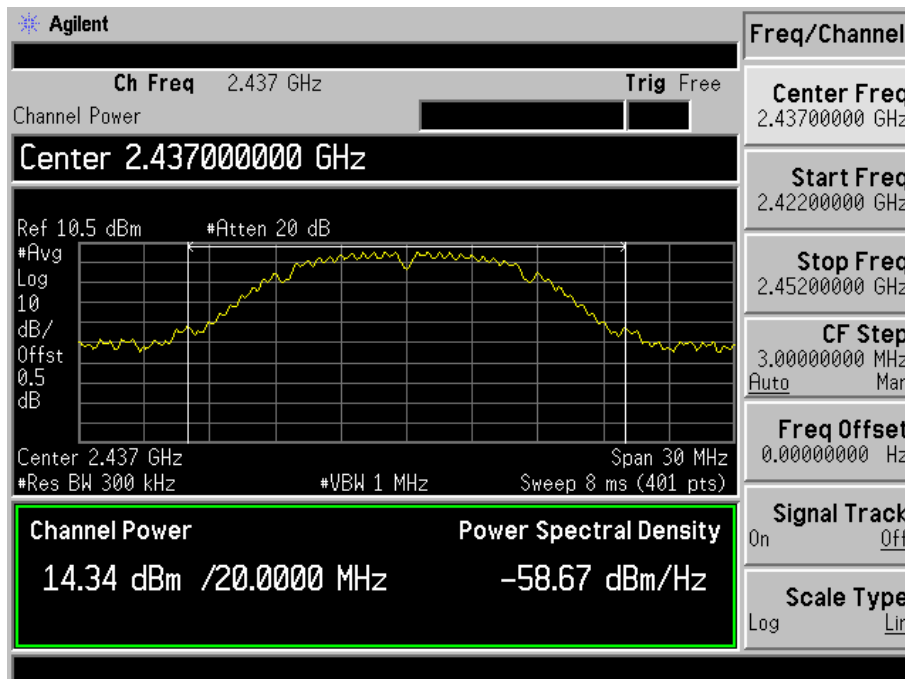 Agilent
Freq/Channel
Ch Freq 2.437 GHz Trig Free
Channel Power
Center 2.437000000 GHz
Ref 10.5 dBm #Atten 20 dB
#Avg
Log
10
dB/
Offst
0.5
dB
Center 2.437 GHz Span 30 MHz
#Res BW 300 kHz #VBW 1 MHz Sweep 8 ms (401 pts)
Channel Power Power Spectral Density
14.34 dBm /20.0000 MHz -58.67 dBm/Hz
Center Freq
2.43700000 GHz
Start Freq
2.42200000 GHz
Stop Freq
2.45200000 GHz
CF Step
3.00000000 MHz
Auto Man
Freq Offset
0.00000000 Hz
Signal Track
On Off
Scale Type
Log Lin